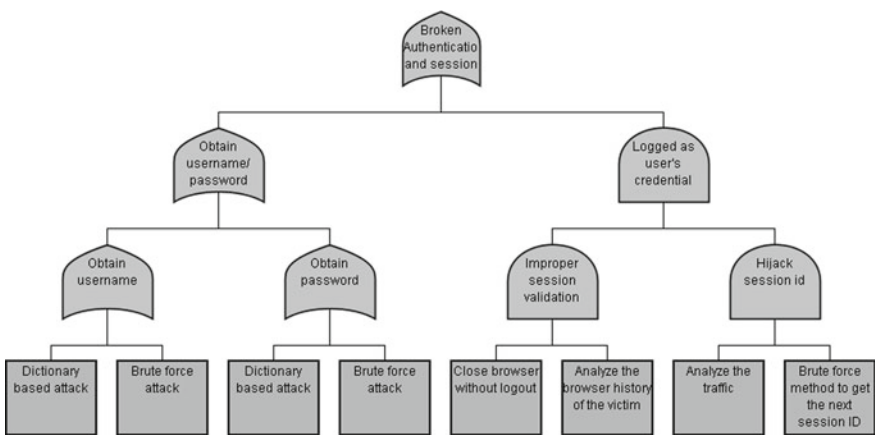 Broken
Authenticatio
and session
Obtain
username/
password
Logged as
user's
credential
Obtain
username
Obtain
password
Improper
session
validation
Hijack
session id
Dictionary
based attack
Brute force
attack
Dictionary
based attack
Brute force
attack
Close browser
without logout
Analyze the
browser history
of the victim
Analyze the
traffic
Brute force
method to get
the next
session ID